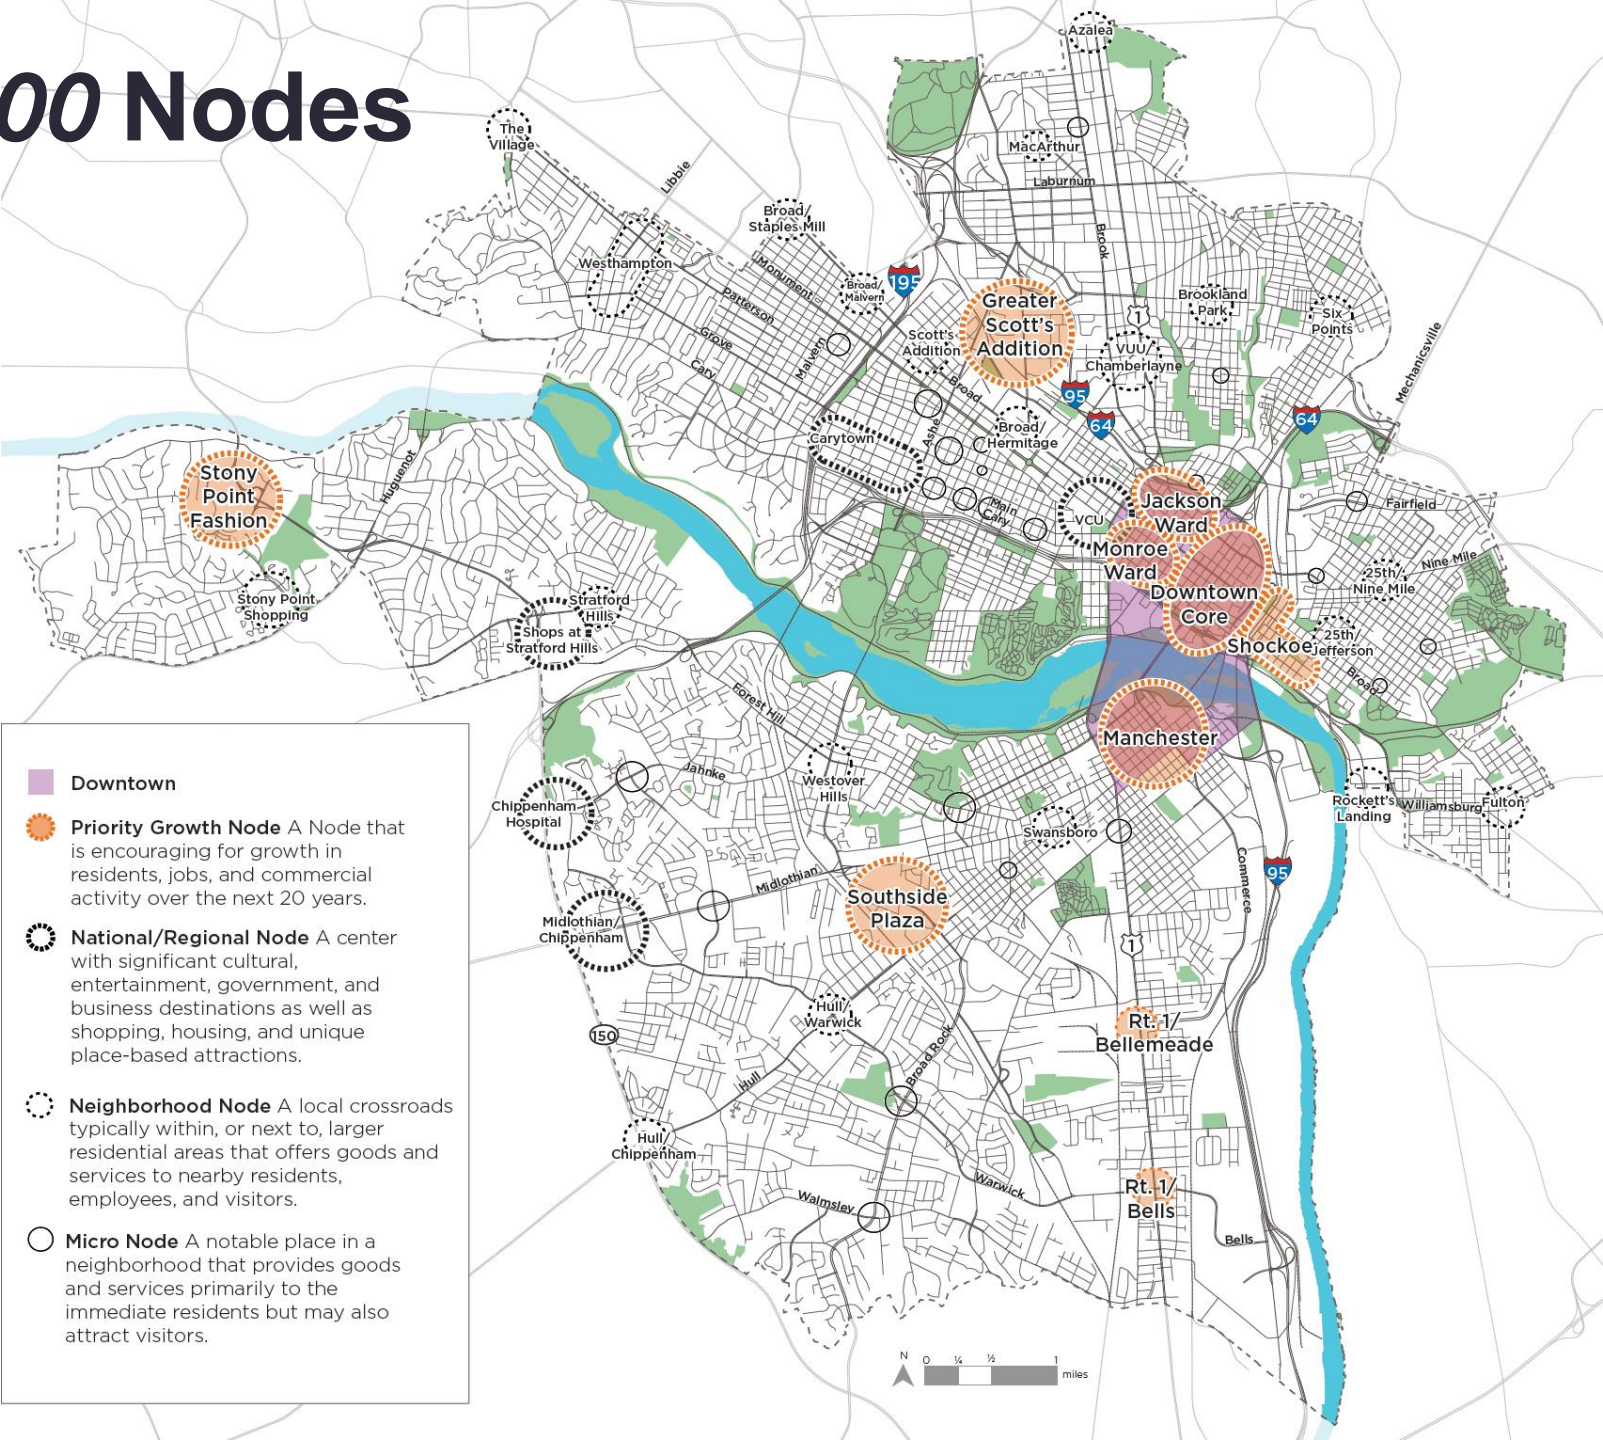 00 Nodes
Azalea
The
Village
MacArthur
Laburnum
Libbie
Broad/
Staples Mill
Brook
Westhampton
Monument
Broad/
Malvern
195
Patterson
Greater
Scott's
Addition
Brookland
Park
Six
Points
1
Grove
Scott's
Addition
Malvern
VUU/
Chamberlayne
Mechanicsville
Cary
Broad
95
64
64
Carytown
Ashe
Broad/
Hermitage
Huguenot
Stony
Point
Fashion
Main
Cary
VCU
Jackson
Ward
Fairfield
Monroe
Ward
Nine Mile
25th/
Nine Mile
Downtown
Core
Stony Point
Shopping
Stratford
Hills
Shops at
Stratford Hills
Shockoe
25th/
Jefferson
Broad
Forest Hill
Manchester
Jahnke
Westover
Hills
Chippenham
Hospital
Rockett's
Landing
Williamsburg
Fulton
Swansboro
Commerce
95
Midlothian
Southside
Plaza
Midlothian/
Chippenham
1
Hull/
Warwick
Rt. 1/
Bellemeade
150
Broad Rock
Hull
Hull/
Chippenham
Warwick
Rt. 1/
Bells
Walmsley
Bells
Downtown
Priority Growth Node A Node that
is encouraging for growth in
residents, jobs, and commercial
activity over the next 20 years.
National/Regional Node A center
with significant cultural,
entertainment, government, and
business destinations as well as
shopping, housing, and unique
place-based attractions.
Neighborhood Node A local crossroads
typically within, or next to, larger
residential areas that offers goods and
services to nearby residents,
employees, and visitors.
Micro Node A notable place in a
neighborhood that provides goods
and services primarily to the
immediate residents but may also
attract visitors.
N
0 ¼ ½ 1
miles